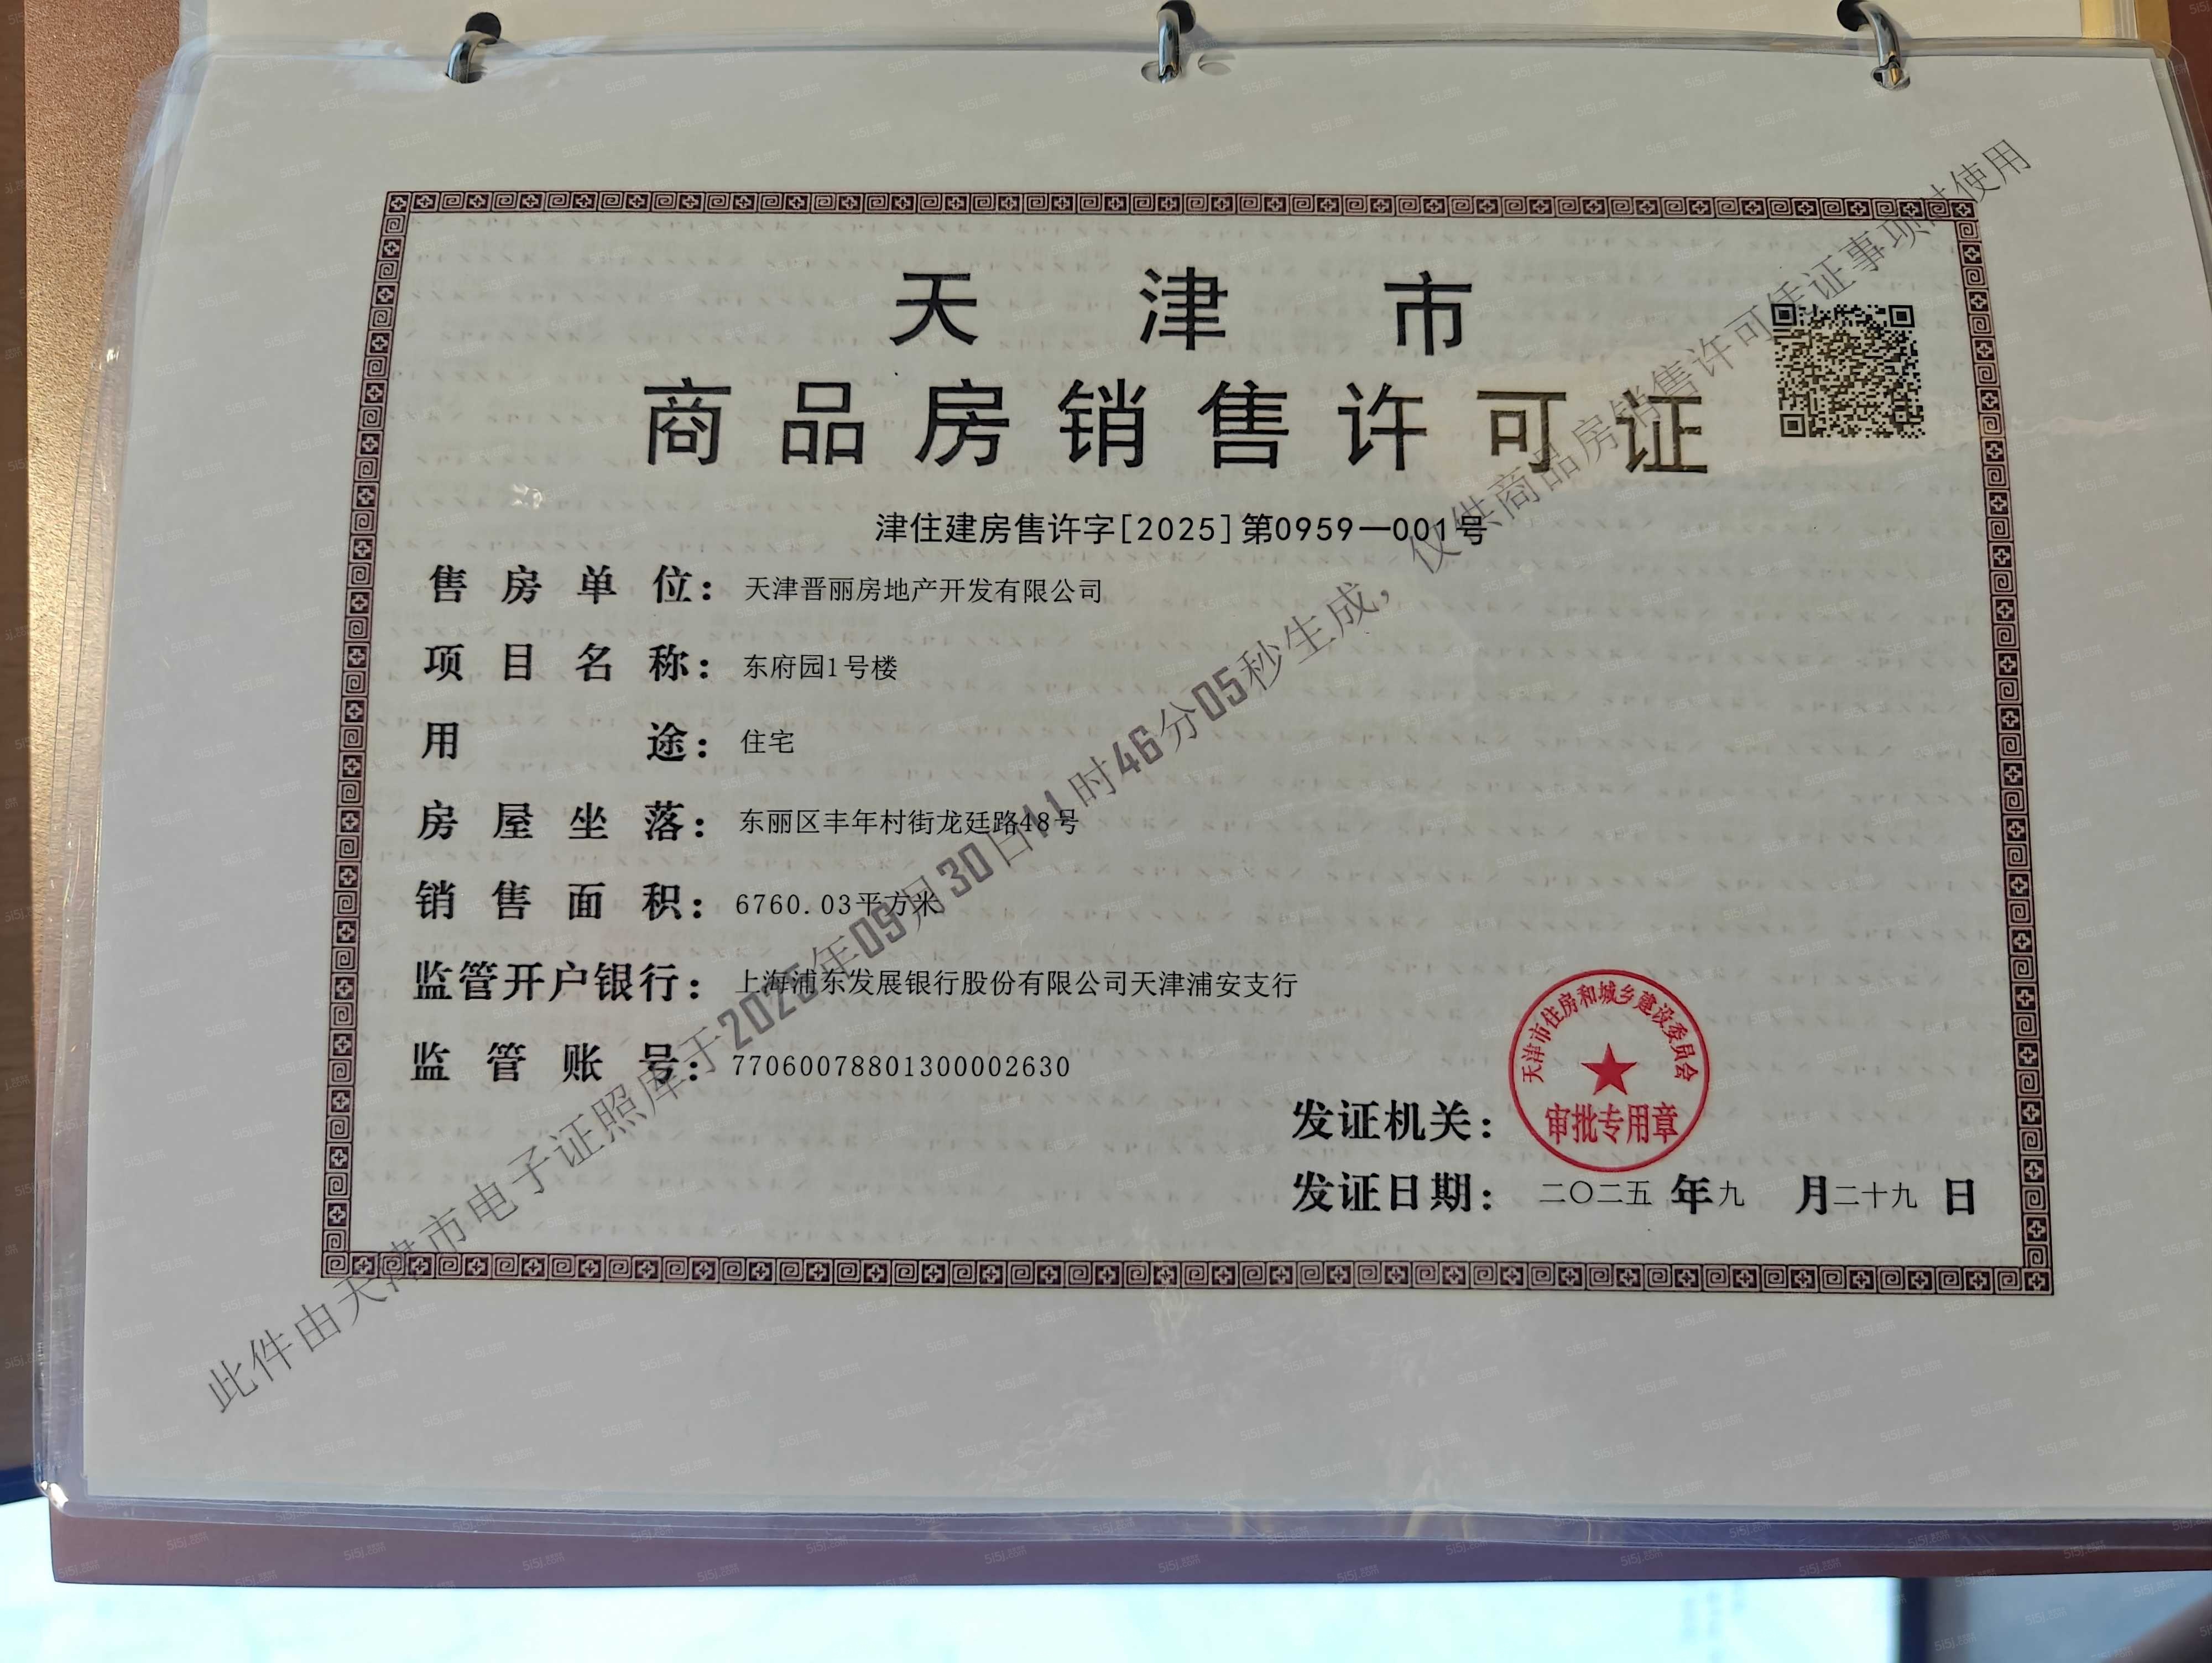 天津市
商品房销售许可证
津住建房售许字[2025]第0959—001号
售房单位：天津晋丽房地产开发有限公司
项目名称：东府园1号楼
用途：住宅
房屋坐落：东丽区丰年村街龙廷路48号
销售面积：6760.03平方米
监管开户银行：上海浦东发展银行股份有限公司天津浦安支行
监管账号：77060078801300002630
发证机关：
天津市住房和城乡建设委员会
审批专用章
发证日期：二〇二五年九月二十九日
此件由天津市电子证照库于2025年09月30日11时46分05秒生成，仅供商品房销售许可凭证事项时使用
5i5j.com